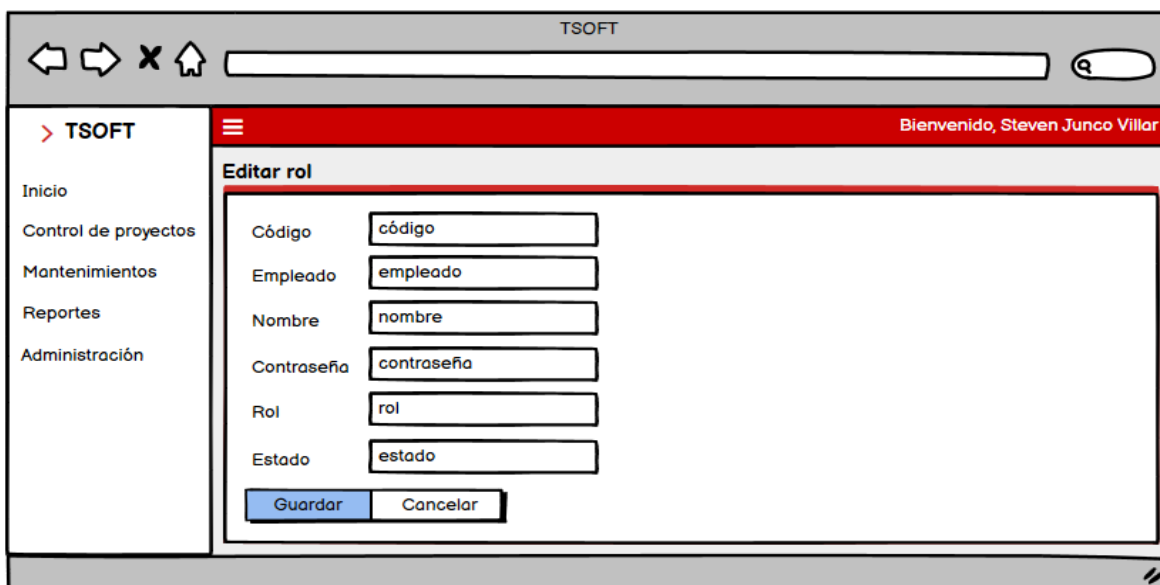 TSOFT
> TSOFT
Bienvenido, Steven Junco Villar
Inicio
Control de proyectos
Mantenimientos
Reportes
Administración
Editar rol
Código código
Empleado empleado
Nombre nombre
Contraseña contraseña
Rol rol
Estado estado
Guardar Cancelar